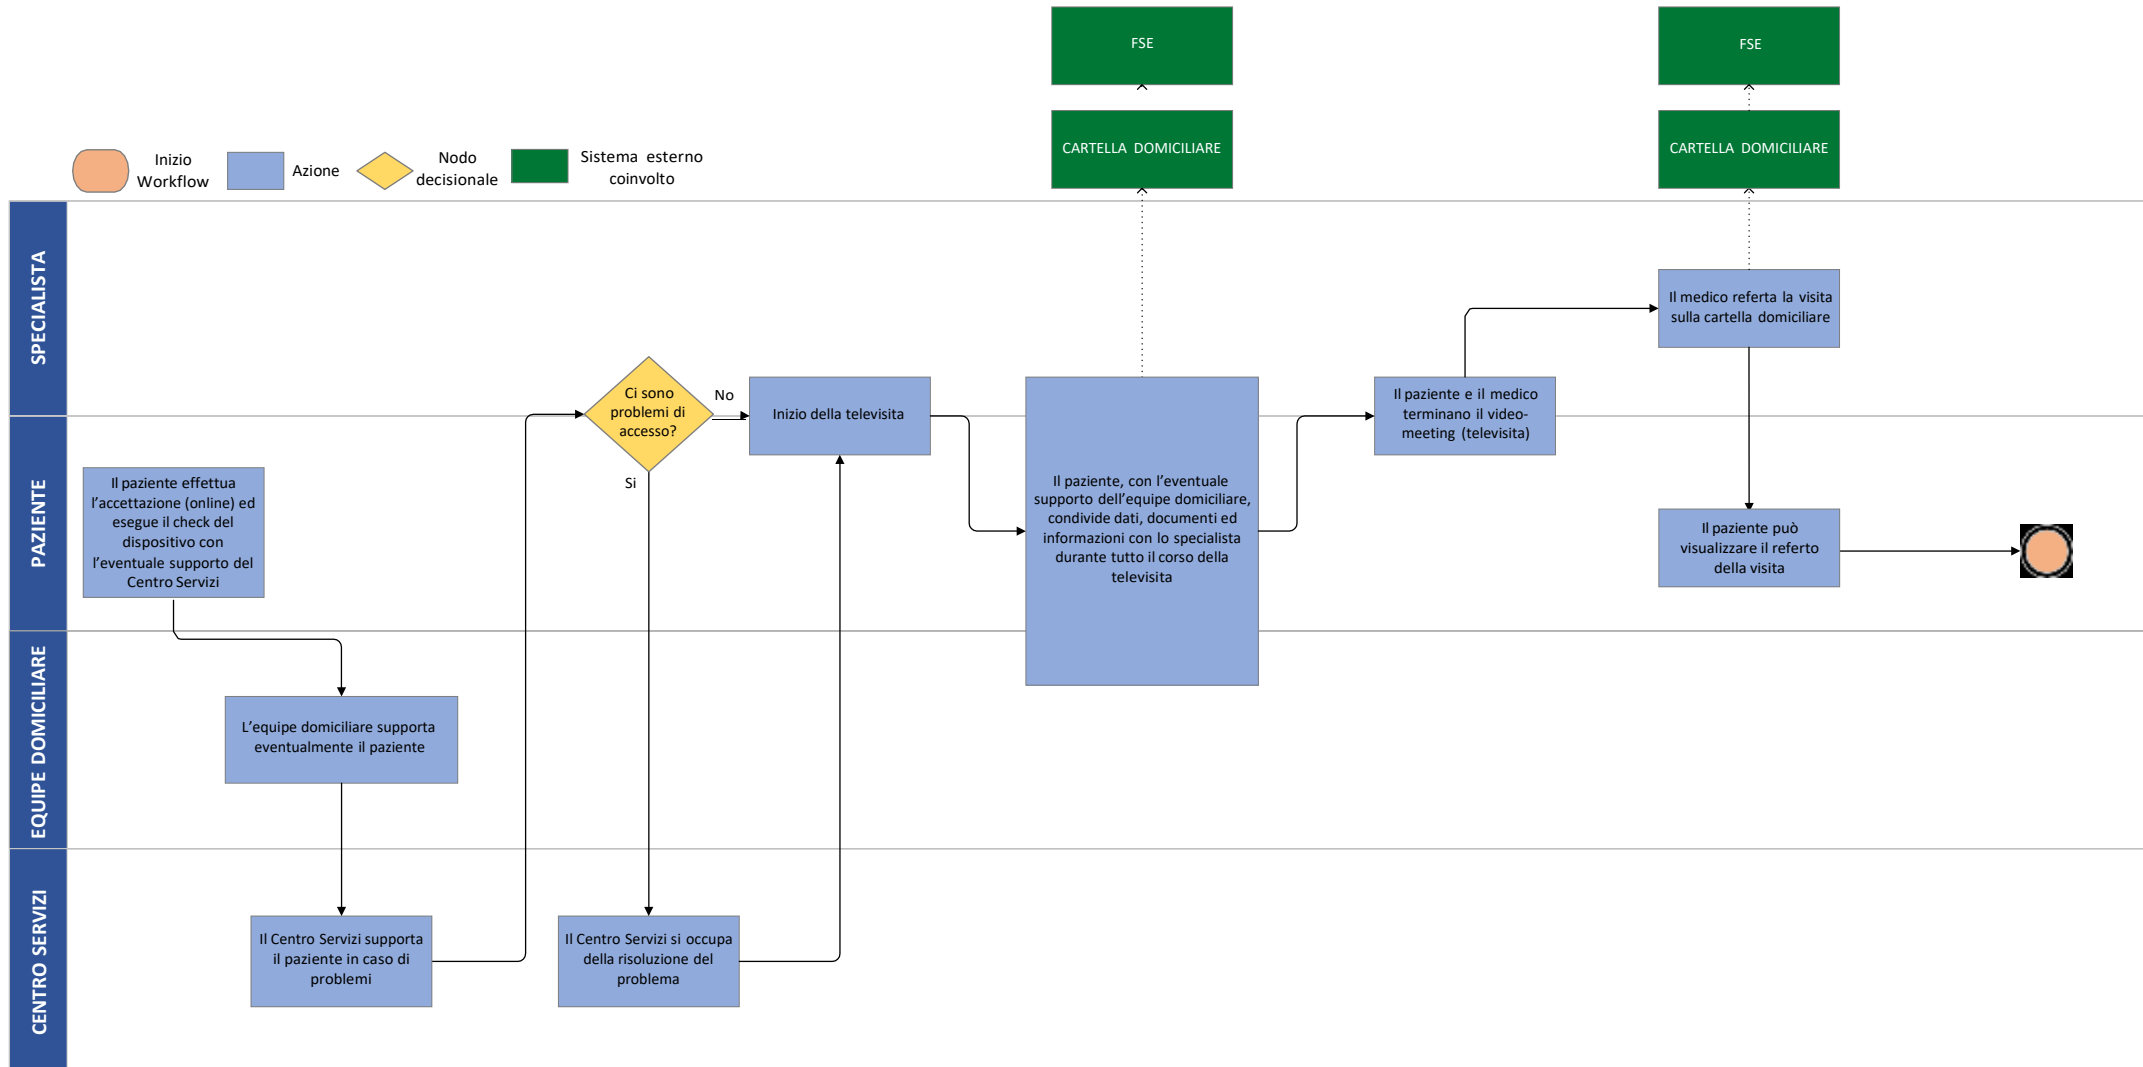 FSE
FSE
CARTELLA DOMICILIARE
CARTELLA DOMICILIARE
Inizio
Workflow
Azione
Nodo
decisionale
Sistema esterno
coinvolto
SPECIALISTA
Il medico referta la visita
sulla cartella domiciliare
Ci sono
problemi di
accesso?
No
Si
Inizio della televisita
Il paziente e il medico
terminano il video-
meeting (televisita)
PAZIENTE
Il paziente effettua
l'accettazione (online) ed
esegue il check del
dispositivo con
l'eventuale supporto del
Centro Servizi
Il paziente, con l'eventuale
supporto dell'equipe domiciliare,
condivide dati, documenti ed
informazioni con lo specialista
durante tutto il corso della
televisita
Il paziente può
visualizzare il referto
della visita
EQUIPE DOMICILIARE
L'equipe domiciliare supporta
eventualmente il paziente
CENTRO SERVIZI
Il Centro Servizi supporta
il paziente in caso di
problemi
Il Centro Servizi si occupa
della risoluzione del
problema